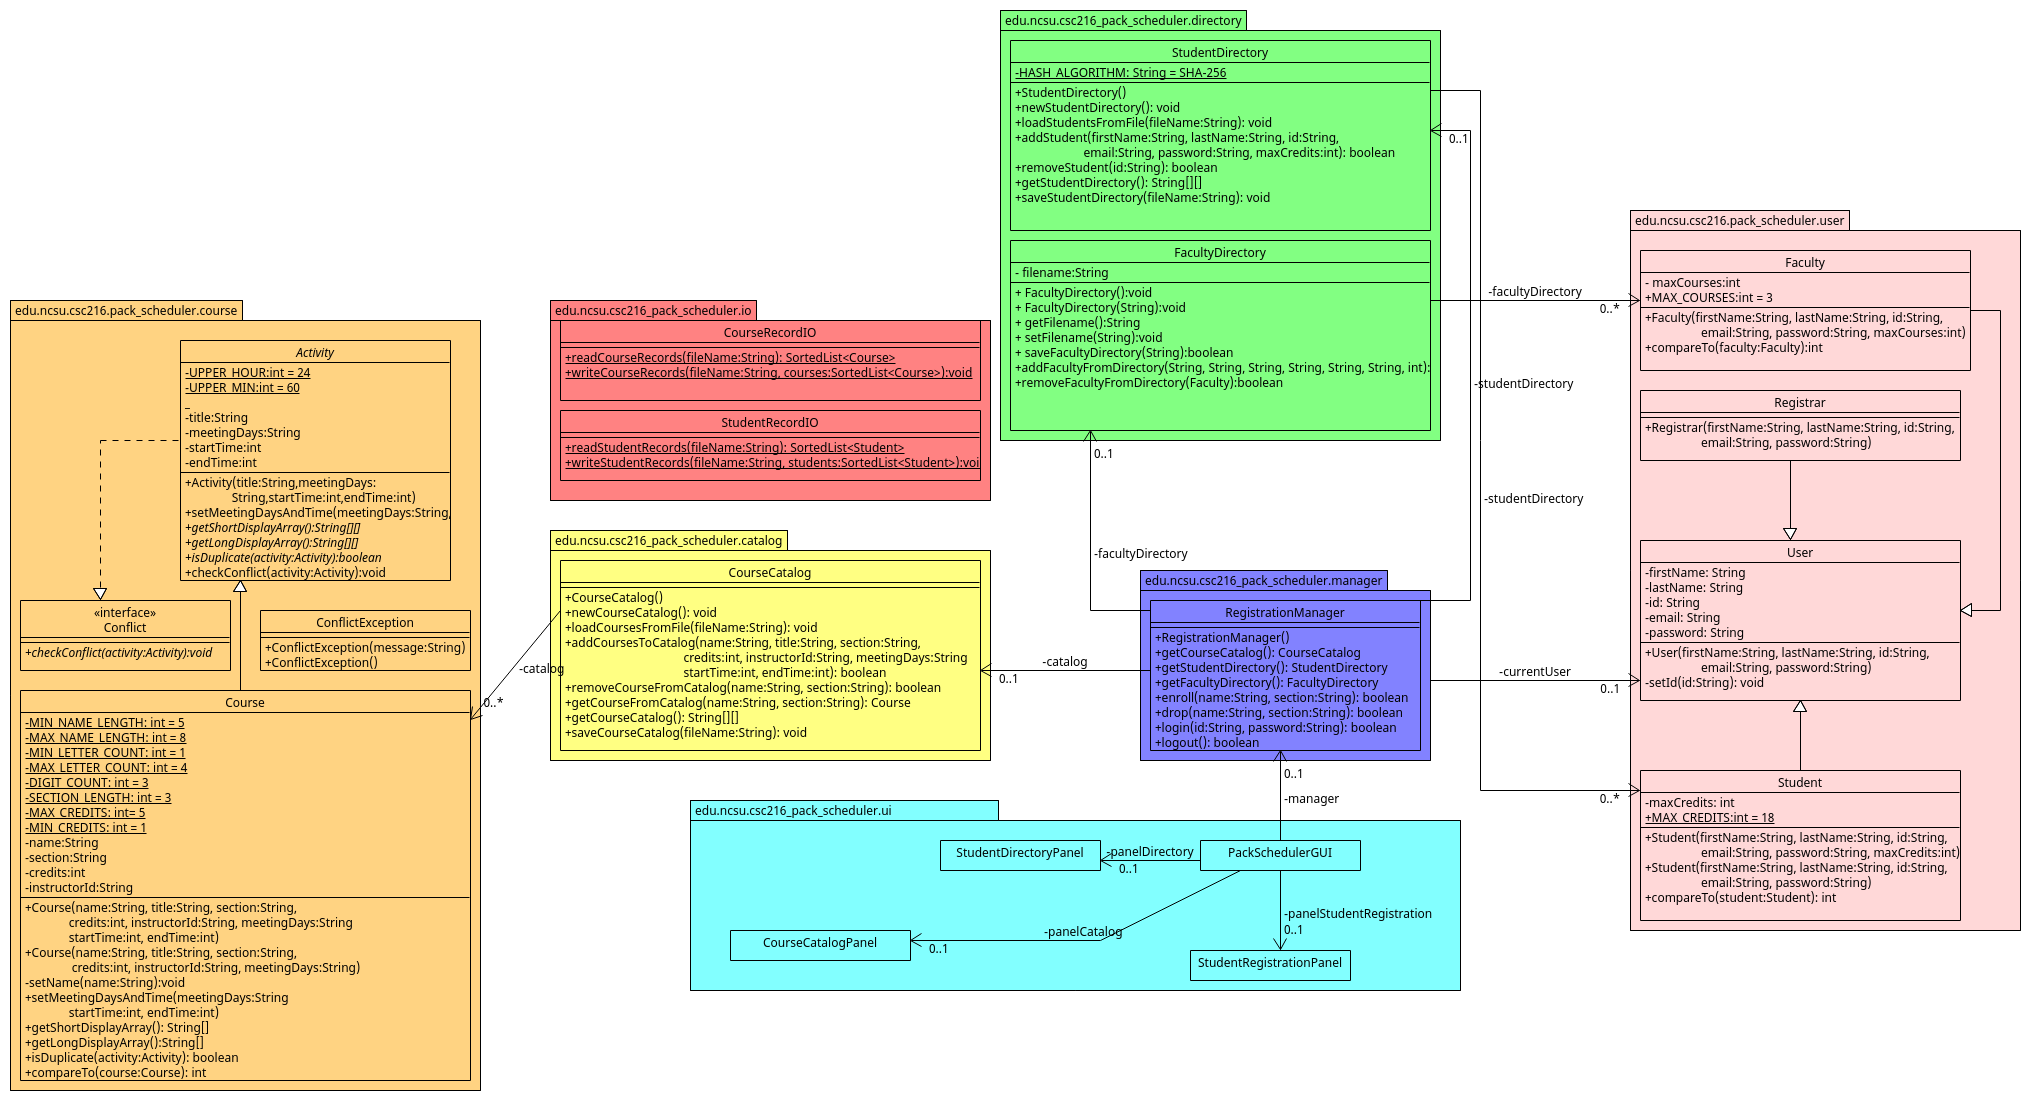 edu.ncsu.csc216_pack_scheduler.directory
StudentDirectory
-HASH_ALGORITHM: String = SHA-256
+StudentDirectory()
+newStudentDirectory(): void
+loadStudentsFromFile(fileName:String): void
+addStudent(firstName:String, lastName:String, id:String,
email:String, password:String, maxCredits:int): boolean
+removeStudent(id:String): boolean
+getStudentDirectory(): String[][]
+saveStudentDirectory(fileName:String): void
FacultyDirectory
- filename:String
+ FacultyDirectory():void
+ FacultyDirectory(String):void
+ getFilename():String
+ setFilename(String):void
+ saveFacultyDirectory(String):boolean
+addFacultyFromDirectory(String, String, String, String, String, String, int):
+removeFacultyFromDirectory(Faculty):boolean
0..1
-studentDirectory
-studentDirectory
-facultyDirectory
0..*
0..1
-facultyDirectory
edu.ncsu.csc216.pack_scheduler.user
Faculty
- maxCourses:int
+MAX_COURSES:int = 3
+Faculty(firstName:String, lastName:String, id:String,
email:String, password:String, maxCourses:int)
+compareTo(faculty:Faculty):int
Registrar
+Registrar(firstName:String, lastName:String, id:String,
email:String, password:String)
User
-firstName: String
-lastName: String
-id: String
-email: String
-password: String
+User(firstName:String, lastName:String, id:String,
email:String, password:String)
-setId(id:String): void
Student
-maxCredits: int
+MAX_CREDITS:int = 18
+Student(firstName:String, lastName:String, id:String,
email:String, password:String, maxCredits:int)
+Student(firstName:String, lastName:String, id:String,
email:String, password:String)
+compareTo(student:Student): int
edu.ncsu.csc216.pack_scheduler.course
Activity
-UPPER_HOUR:int = 24
-UPPER_MIN:int = 60
_
-title:String
-meetingDays:String
-startTime:int
-endTime:int
+Activity(title:String,meetingDays:
String,startTime:int,endTime:int)
+setMeetingDaysAndTime(meetingDays:String,
+getShortDisplayArray():String[][]
+getLongDisplayArray():String[][]
+isDuplicate(activity:Activity):boolean
+checkConflict(activity:Activity):void
«interface»
Conflict
+checkConflict(activity:Activity):void
ConflictException
+ConflictException(message:String)
+ConflictException()
Course
-MIN_NAME_LENGTH: int = 5
-MAX_NAME_LENGTH: int = 8
-MIN_LETTER_COUNT: int = 1
-MAX_LETTER_COUNT: int = 4
-DIGIT_COUNT: int = 3
-SECTION_LENGTH: int = 3
-MAX_CREDITS: int= 5
-MIN_CREDITS: int = 1
-name:String
-section:String
-credits:int
-instructorId:String
+Course(name:String, title:String, section:String,
credits:int, instructorId:String, meetingDays:String
startTime:int, endTime:int)
+Course(name:String, title:String, section:String,
credits:int, instructorId:String, meetingDays:String)
-setName(name:String):void
+setMeetingDaysAndTime(meetingDays:String
startTime:int, endTime:int)
+getShortDisplayArray(): String[]
+getLongDisplayArray():String[]
+isDuplicate(activity:Activity): boolean
+compareTo(course:Course): int
edu.ncsu.csc216_pack_scheduler.io
CourseRecordIO
+readCourseRecords(fileName:String): SortedList<Course>
+writeCourseRecords(fileName:String, courses:SortedList<Course>):void
StudentRecordIO
+readStudentRecords(fileName:String): SortedList<Student>
+writeStudentRecords(fileName:String, students:SortedList<Student>):voi
edu.ncsu.csc216_pack_scheduler.catalog
CourseCatalog
+CourseCatalog()
+newCourseCatalog(): void
+loadCoursesFromFile(fileName:String): void
+addCoursesToCatalog(name:String, title:String, section:String,
credits:int, instructorId:String, meetingDays:String
startTime:int, endTime:int): boolean
+removeCourseFromCatalog(name:String, section:String): boolean
+getCourseFromCatalog(name:String, section:String): Course
+getCourseCatalog(): String[][]
+saveCourseCatalog(fileName:String): void
-catalog
0..*
-catalog
0..1
edu.ncsu.csc216_pack_scheduler.manager
RegistrationManager
+RegistrationManager()
+getCourseCatalog(): CourseCatalog
+getStudentDirectory(): StudentDirectory
+getFacultyDirectory(): FacultyDirectory
+enroll(name:String, section:String): boolean
+drop(name:String, section:String): boolean
+login(id:String, password:String): boolean
+logout(): boolean
-currentUser
0..1
0..*
0..1
-manager
edu.ncsu.csc216_pack_scheduler.ui
StudentDirectoryPanel
-panelDirectory
0..1
PackSchedulerGUI
-panelStudentRegistration
0..1
-panelCatalog
0..1
CourseCatalogPanel
StudentRegistrationPanel